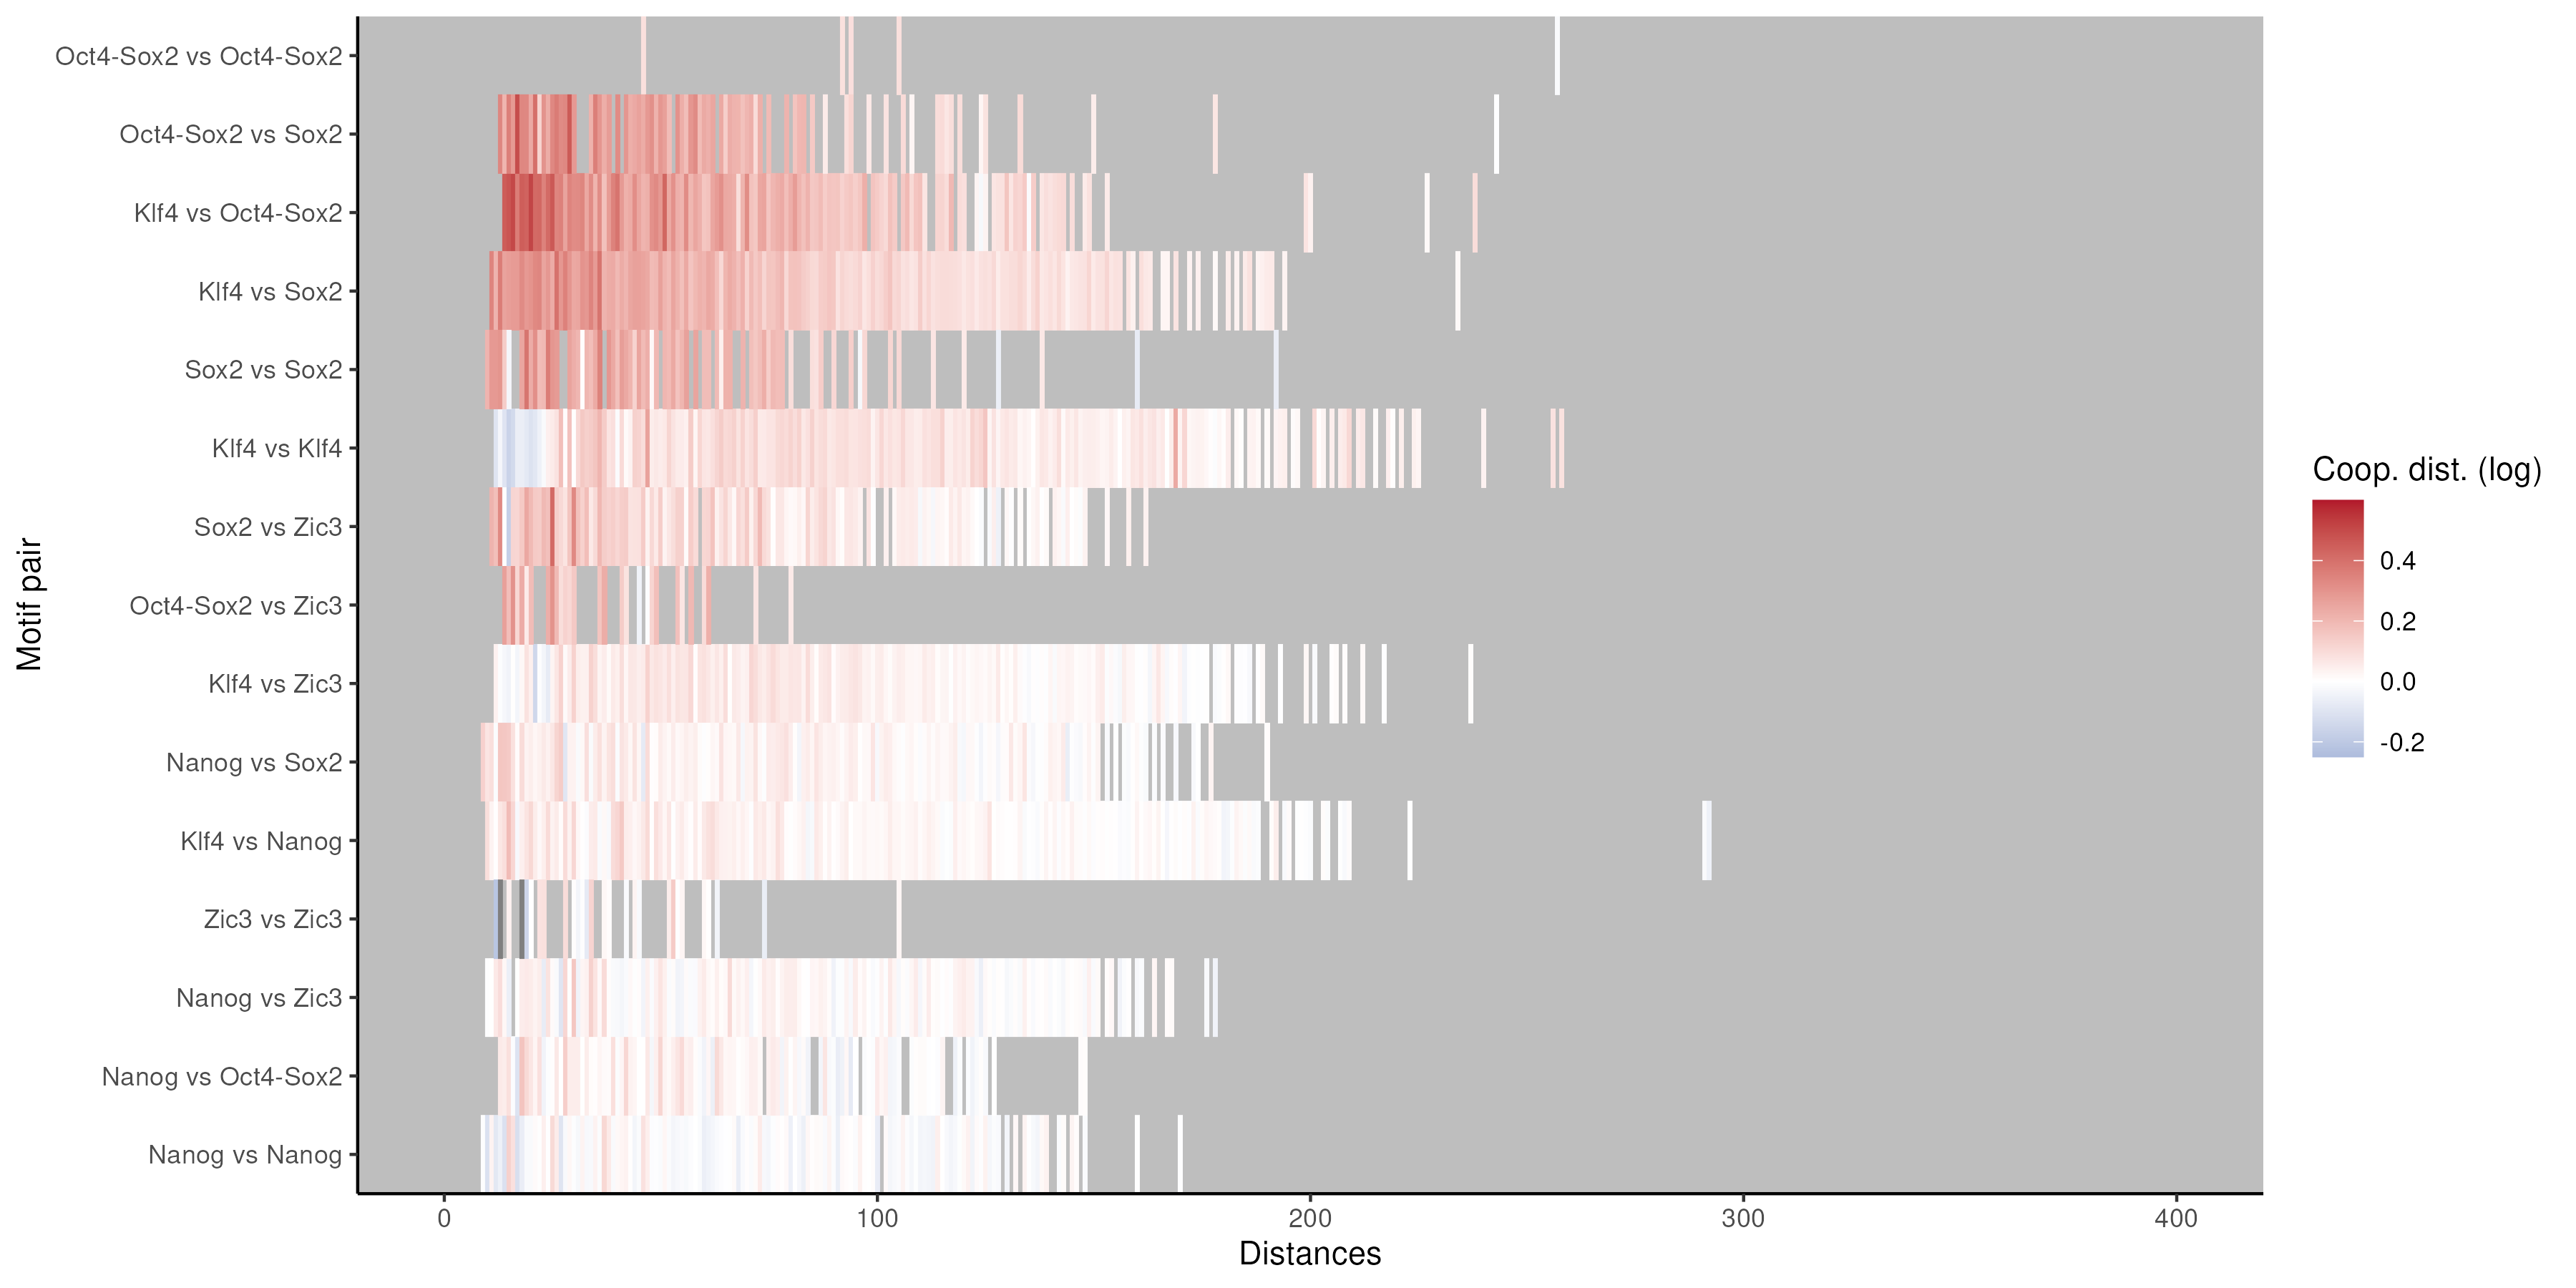 Oct4-Sox2 vs Oct4-Sox2
Oct4-Sox2 vs Sox2
Klf4 vs Oct4-Sox2
Klf4 vs Sox2
Sox2 vs Sox2
Klf4 vs Klf4
Sox2 vs Zic3
Oct4-Sox2 vs Zic3
Klf4 vs Zic3
Nanog vs Sox2
Klf4 vs Nanog
Zic3 vs Zic3
Nanog vs Zic3
Nanog vs Oct4-Sox2
Nanog vs Nanog
Motif pair
0 100 200 300 400
Distances
Coop. dist. (log)
0.4
0.2
0.0
-0.2